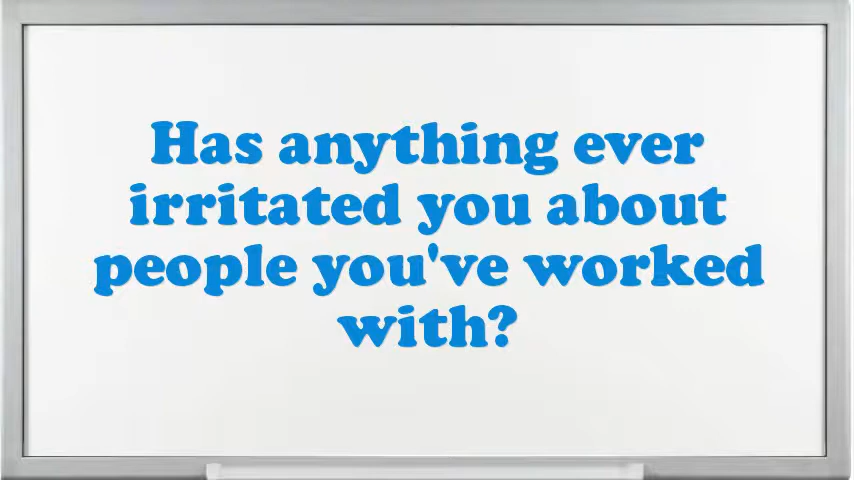 Has anything ever
irritated you about
people you've worked
with?